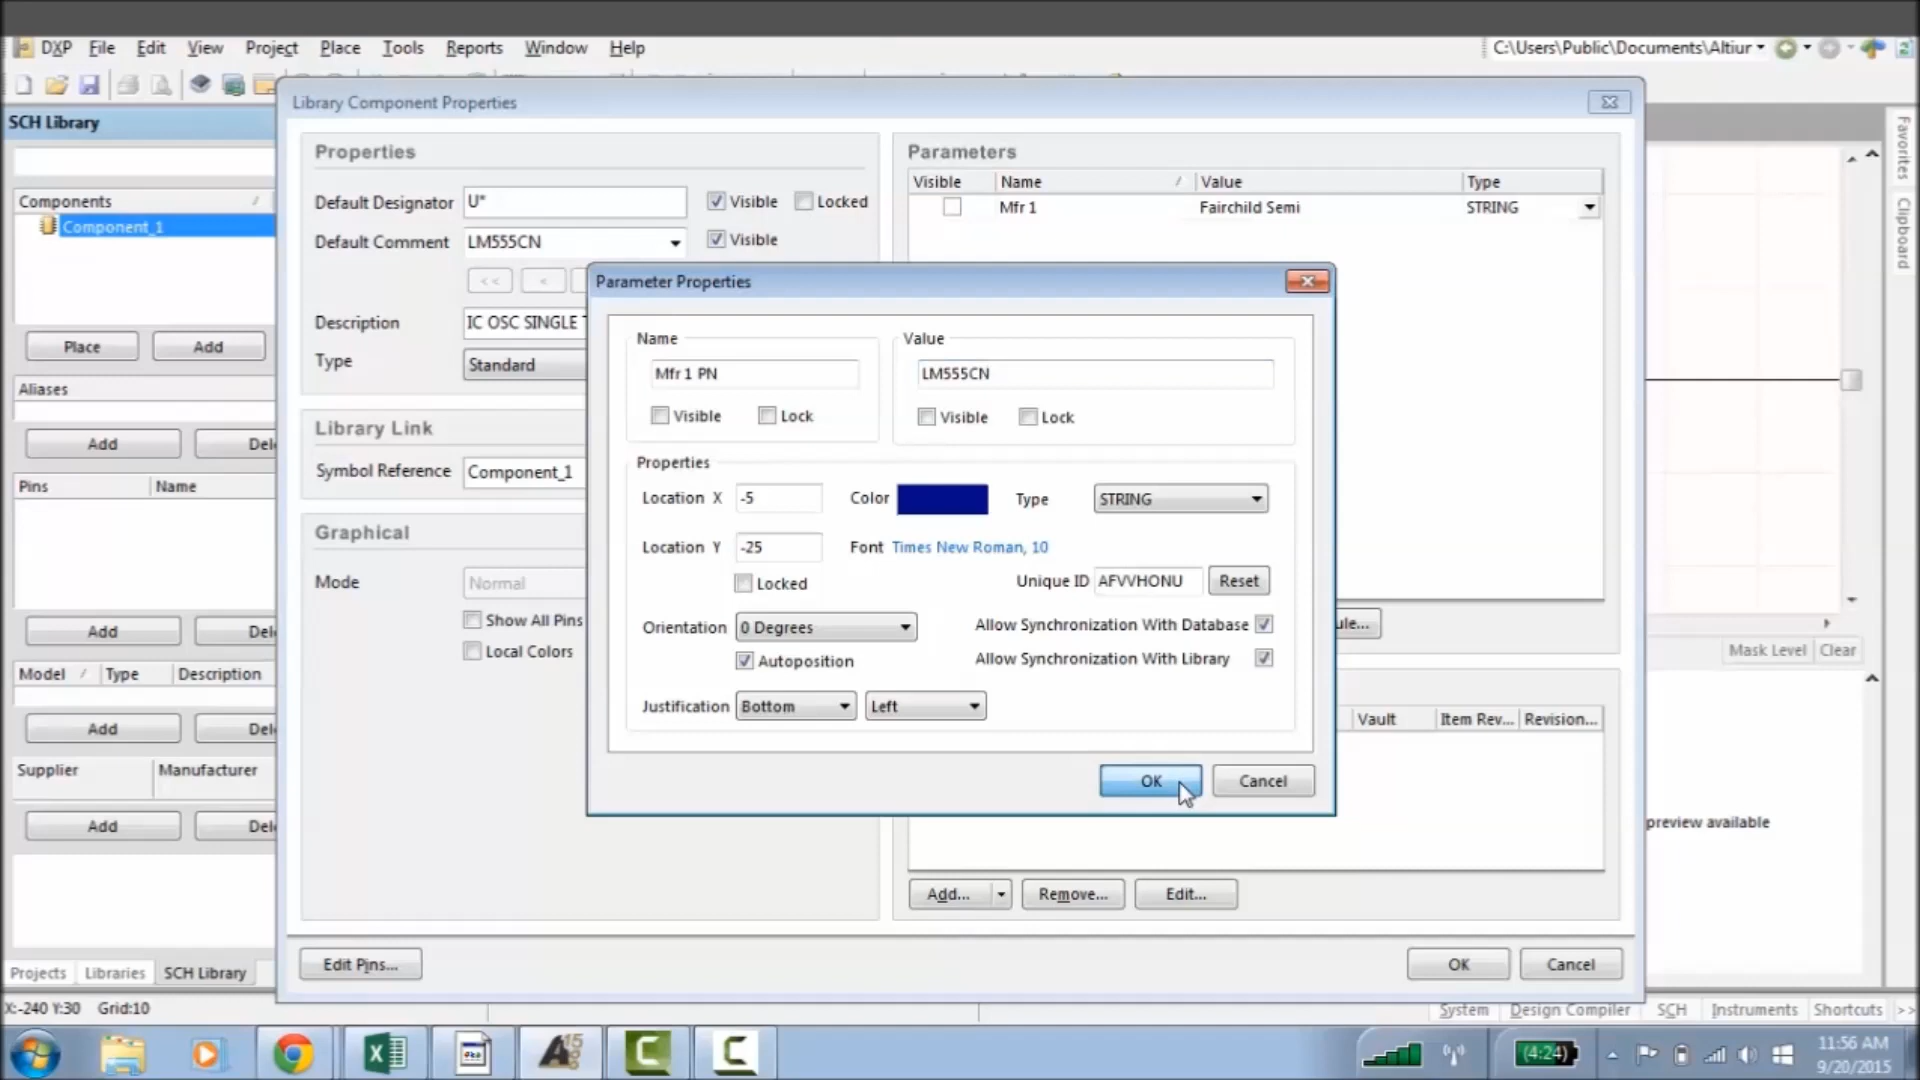 DXP File Edit View Project Place Tools Reports Window Help C:\Users\Public\Documents\Altiur
Library Component Properties
SCH Library
Components
Component_1
Place Add
Aliases
Add Del
Pins Name
Add Del
Model Type Description
Add Del
Supplier Manufacturer
Add Del
Projects Libraries SCH Library
Properties
Default Designator U* Visible Locked
Default Comment LM555CN Visible
<< <
Description IC OSC SINGLE T
Type Standard
Library Link
Symbol Reference Component_1
Graphical
Mode Normal
Show All Pins
Local Colors
Edit Pins...
Parameters
Visible Name Value Type
Mfr 1 Fairchild Semi STRING
ule...
Vault Item Rev... Revision...
Add... Remove... Edit...
OK Cancel
Parameter Properties
Name Value
Mfr 1 PN LM555CN
Visible Lock Visible Lock
Properties
Location X -5 Color Type STRING
Location Y -25 Font Times New Roman, 10
Locked Unique ID AFVVHONU Reset
Orientation 0 Degrees Allow Synchronization With Database
Autoposition Allow Synchronization With Library
Justification Bottom Left
OK Cancel
Favorites
Clipboard
Mask Level Clear
preview available
X:-240 Y:30 Grid:10
System Design Compiler SCH Instruments Shortcuts >>
(4:24)
11:56 AM
9/20/2015